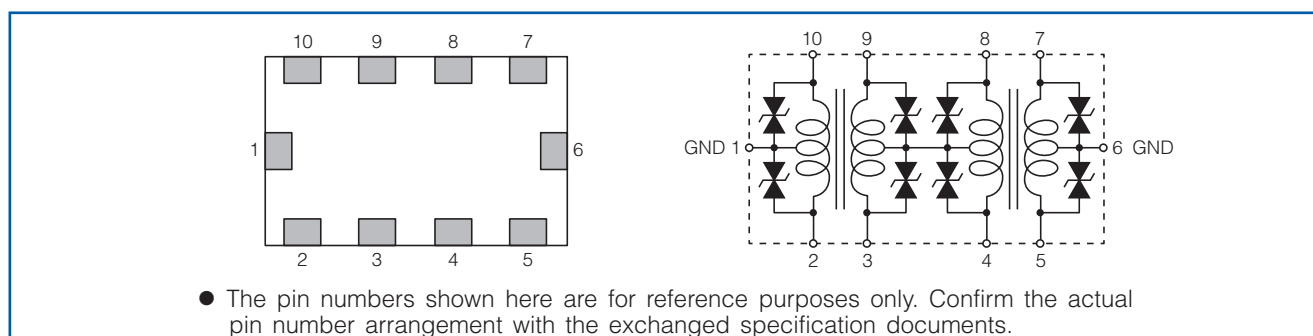 10 9 8 7
1 6
2 3 4 5
10 9 8 7
GND 1 6 GND
2 3 4 5
● The pin numbers shown here are for reference purposes only. Confirm the actual
pin number arrangement with the exchanged specification documents.